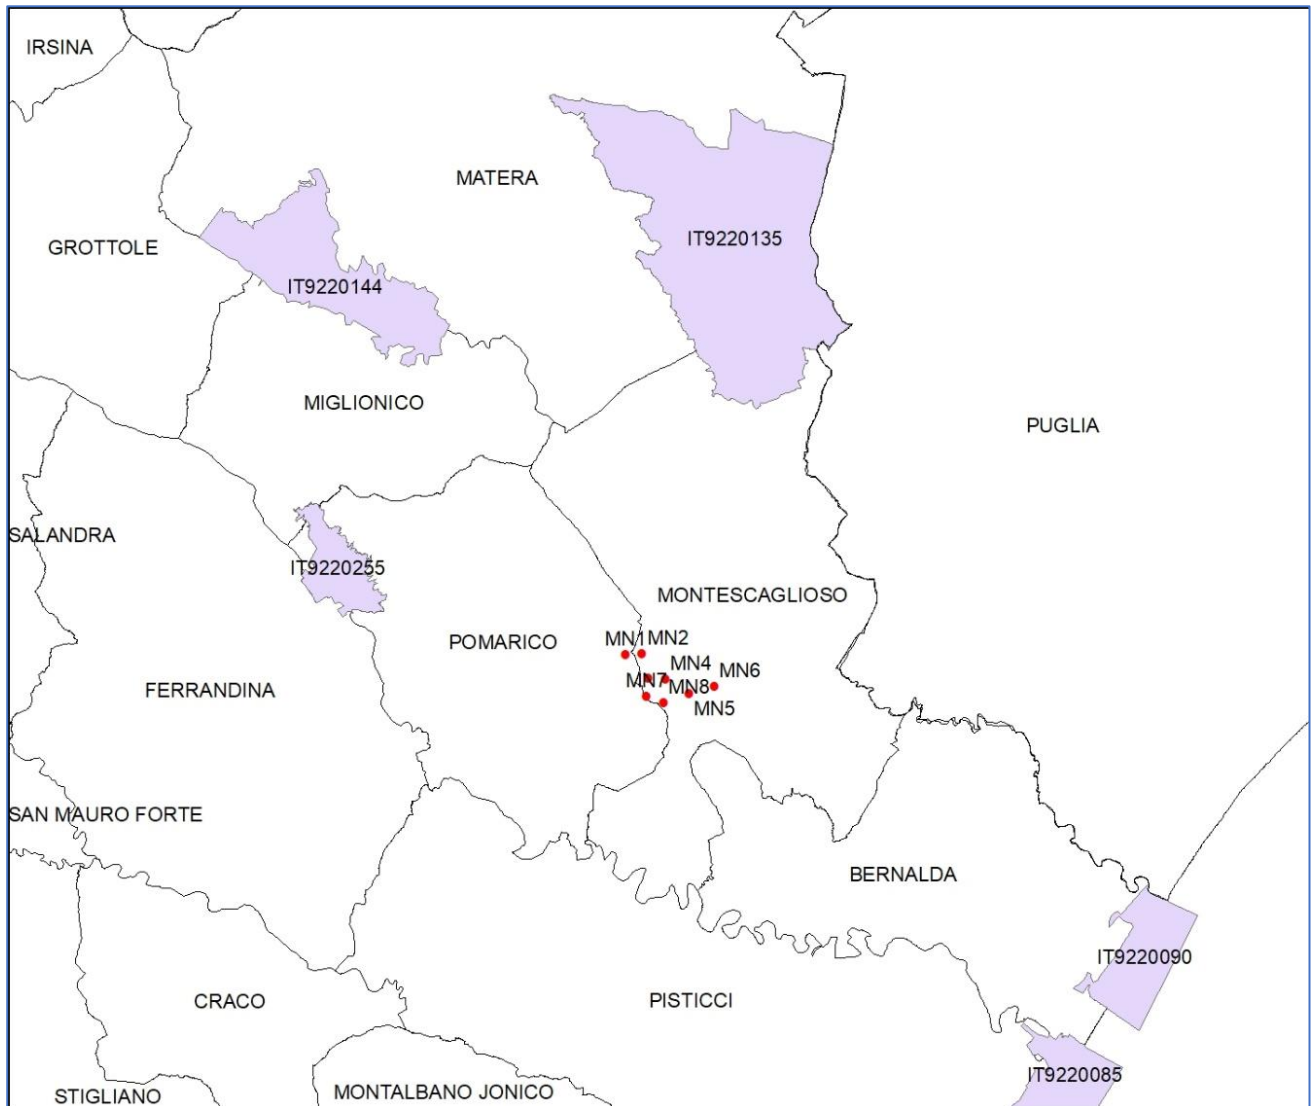 IRSINA
MATERA
GROTTOLE
IT9220135
IT9220144
MIGLIONICO
PUGLIA
SALANDRA
IT9220255
MONTESCAGLIOSO
POMARICO
MN1
MN2
MN4
MN6
MN7
MN8
MN5
FERRANDINA
SAN MAURO FORTE
BERNALDA
IT9220090
CRACO
PISTICCI
IT9220085
STIGLIANO
MONTALBANO JONICO